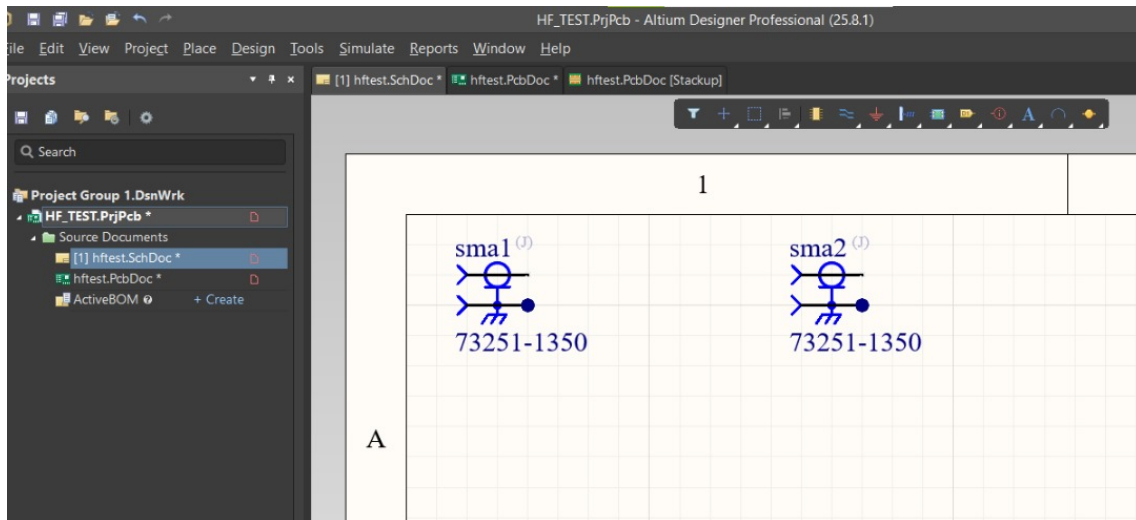 HF_TEST.PrjPcb - Altium Designer Professional (25.8.1)
File Edit View Project Place Design Tools Simulate Reports Window Help
Projects
[1] hftest.SchDoc * hftest.PcbDoc * hftest.PcbDoc [Stackup]
Search
Project Group 1.DsnWrk
HF_TEST.PrjPcb *
Source Documents
[1] hftest.SchDoc *
hftest.PcbDoc *
ActiveBOM + Create
1
sma1 (J) sma2 (J)
73251-1350 73251-1350
A